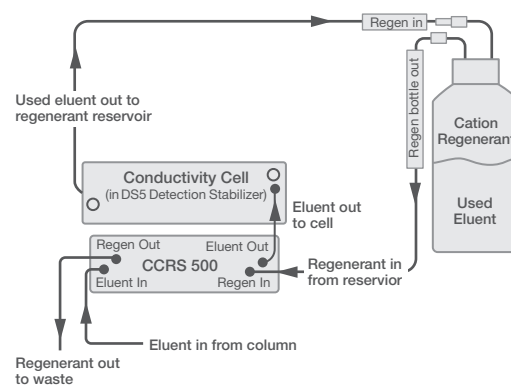 Regen in
Regen bottle out
Used eluent out to
regenerant reservoir
Cation
Regenerant
Used
Eluent
Conductivity Cell
(in DS5 Detection Stabilizer)
Eluent out
to cell
Regen Out
Eluent Out
CCRS 500
Eluent In
Regen In
Regenerant in
from reservior
Eluent in from column
Regenerant out
to waste